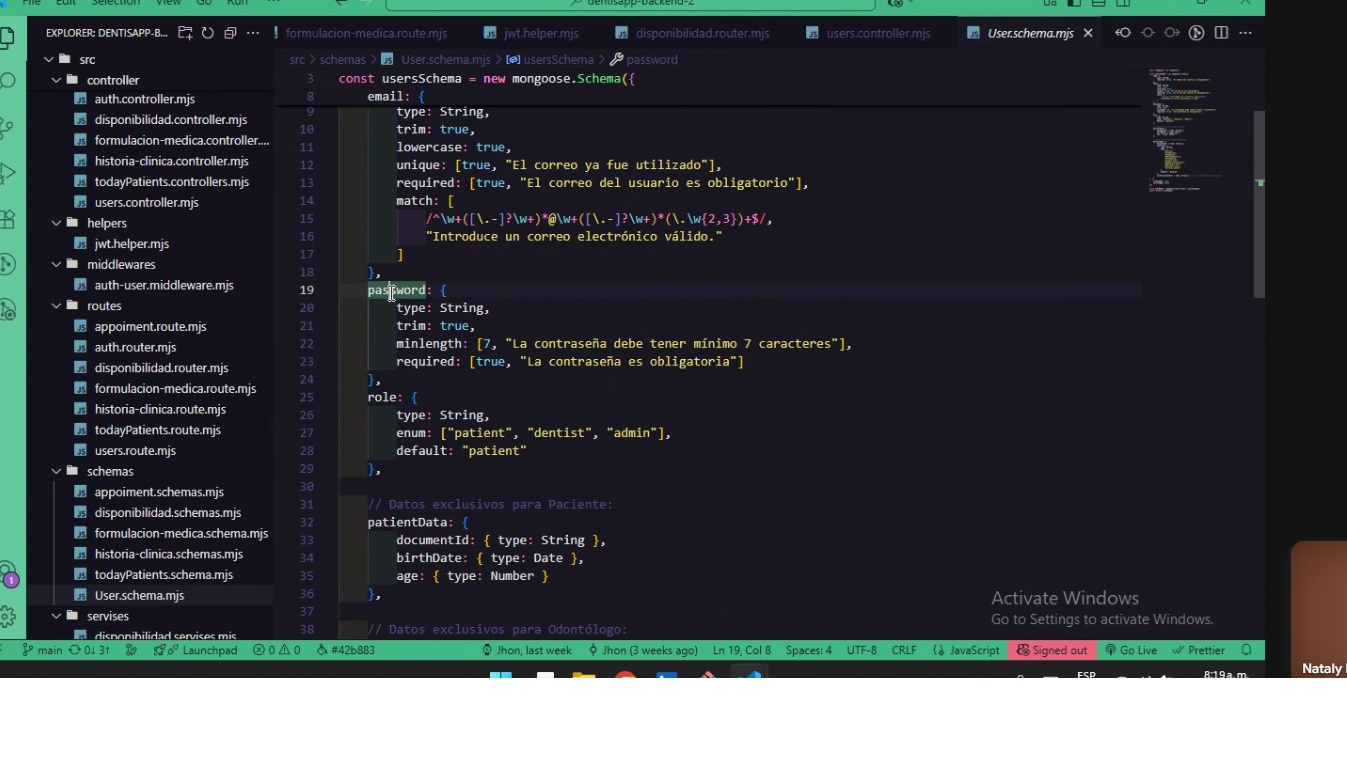 File Edit Selection View Go Run ...
dentisapp-backend-2
EXPLORER: DENTISAPP-B...
formulacion-medica.route.mjs
jwt.helper.mjs
disponibilidad.router.mjs
users.controller.mjs
User.schema.mjs
src > schemas > User.schema.mjs > usersSchema > password
src
controller
auth.controller.mjs
disponibilidad.controller.mjs
formulacion-medica.controller....
historia-clinica.controller.mjs
todayPatients.controllers.mjs
users.controller.mjs
helpers
jwt.helper.mjs
middlewares
auth-user.middleware.mjs
routes
appoiment.route.mjs
auth.router.mjs
disponibilidad.router.mjs
formulacion-medica.route.mjs
historia-clinica.route.mjs
todayPatients.route.mjs
users.route.mjs
schemas
appoiment.schemas.mjs
disponibilidad.schemas.mjs
formulacion-medica.schema.mjs
historia-clinica.schemas.mjs
todayPatients.schema.mjs
User.schema.mjs
servises
disponibilidad.servises.mjs
3 const usersSchema = new mongoose.Schema({
8 email: {
9 type: String,
10 trim: true,
11 lowercase: true,
12 unique: [true, "El correo ya fue utilizado"],
13 required: [true, "El correo del usuario es obligatorio"],
14 match: [
15 /^\w+([\.-]?\w+)*@\w+([\.-]?\w+)*(\.\w{2,3})+$/,
16 "Introduce un correo electrónico válido."
17 ]
18 },
19 password: {
20 type: String,
21 trim: true,
22 minlength: [7, "La contraseña debe tener mínimo 7 caracteres"],
23 required: [true, "La contraseña es obligatoria"]
24 },
25 role: {
26 type: String,
27 enum: ["patient", "dentist", "admin"],
28 default: "patient"
29 },
30
31 // Datos exclusivos para Paciente:
32 patientData: {
33 documentId: { type: String },
34 birthDate: { type: Date },
35 age: { type: Number }
36 },
37
38 // Datos exclusivos para Odontólogo:
Activate Windows
Go to Settings to activate Windows.
1
main 0↓ 3↑ Launchpad 0 0 #42b883 Jhon, last week Jhon (3 weeks ago) Ln 19, Col 8 Spaces: 4 UTF-8 CRLF JavaScript Signed out Go Live Prettier
ESP
8:19 a. m.
Nataly